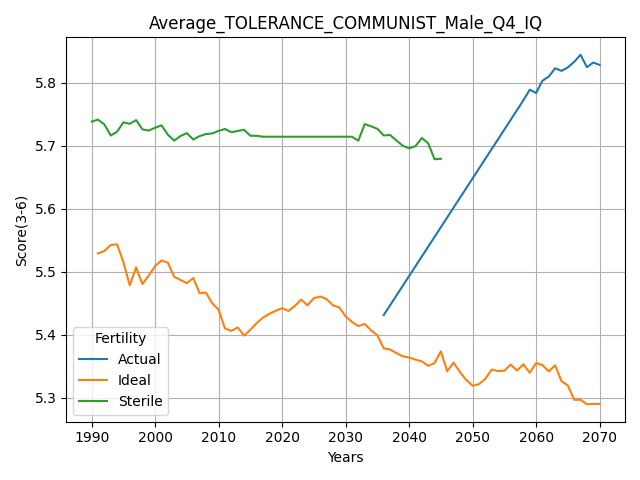 Average_TOLERANCE_COMMUNIST_Male_Q4_IQ
Score(3-6)
5.8
5.7
5.6
5.5
5.4
5.3
Fertility
Actual
Ideal
Sterile
1990 2000 2010 2020 2030 2040 2050 2060 2070
Years